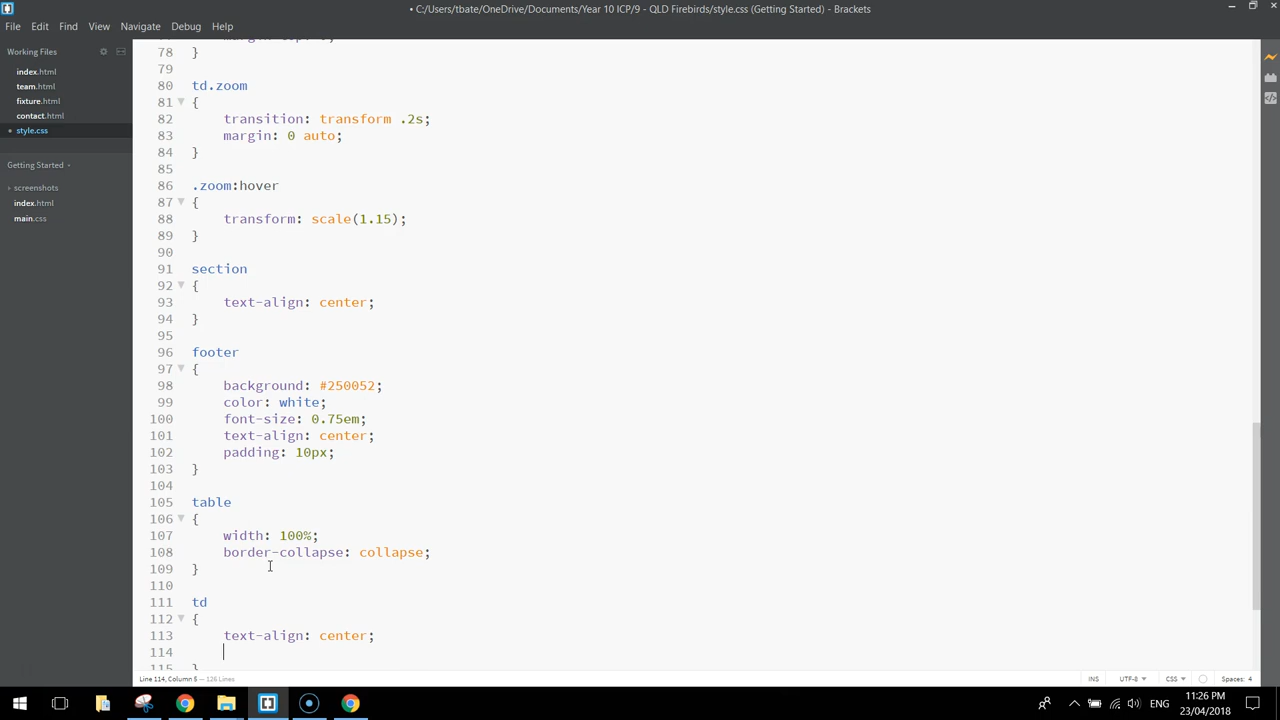 • C:/Users/tbate/OneDrive/Documents/Year 10 ICP/9 - QLD Firebirds/style.css (Getting Started) - Brackets
File Edit Find View Navigate Debug Help
Working Files
index.html
team.html
fixture.html
contact.html
• style.css
Getting Started
screenshots
index.html
main.css
78 }
79
80 td.zoom
81 {
82 transition: transform .2s;
83 margin: 0 auto;
84 }
85
86 .zoom:hover
87 {
88 transform: scale(1.15);
89 }
90
91 section
92 {
93 text-align: center;
94 }
95
96 footer
97 {
98 background: #250052;
99 color: white;
100 font-size: 0.75em;
101 text-align: center;
102 padding: 10px;
103 }
104
105 table
106 {
107 width: 100%;
108 border-collapse: collapse;
109 }
110
111 td
112 {
113 text-align: center;
114
115 }
Line 114, Column 5 - 126 Lines
INS UTF-8 CSS Spaces: 4
ENG
11:26 PM
23/04/2018